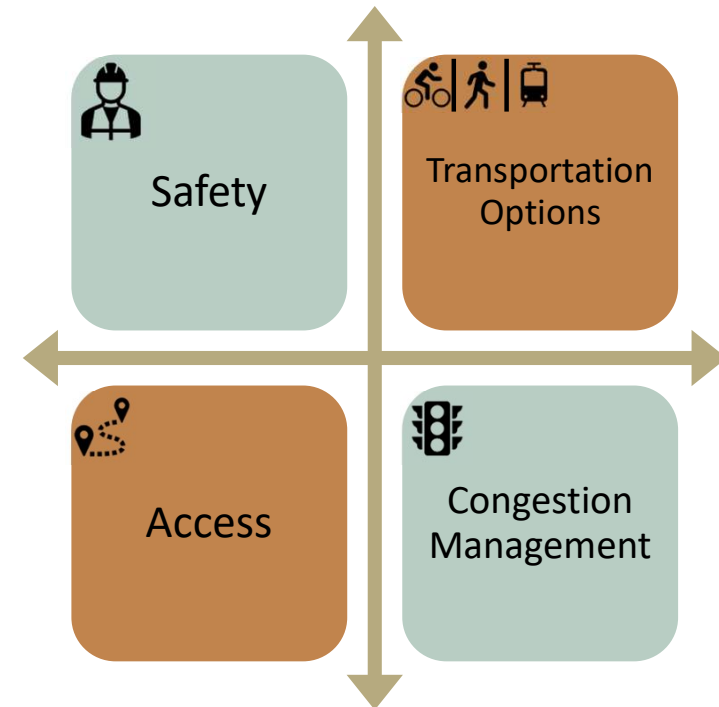 Safety
Transportation
Options
Access
Congestion
Management